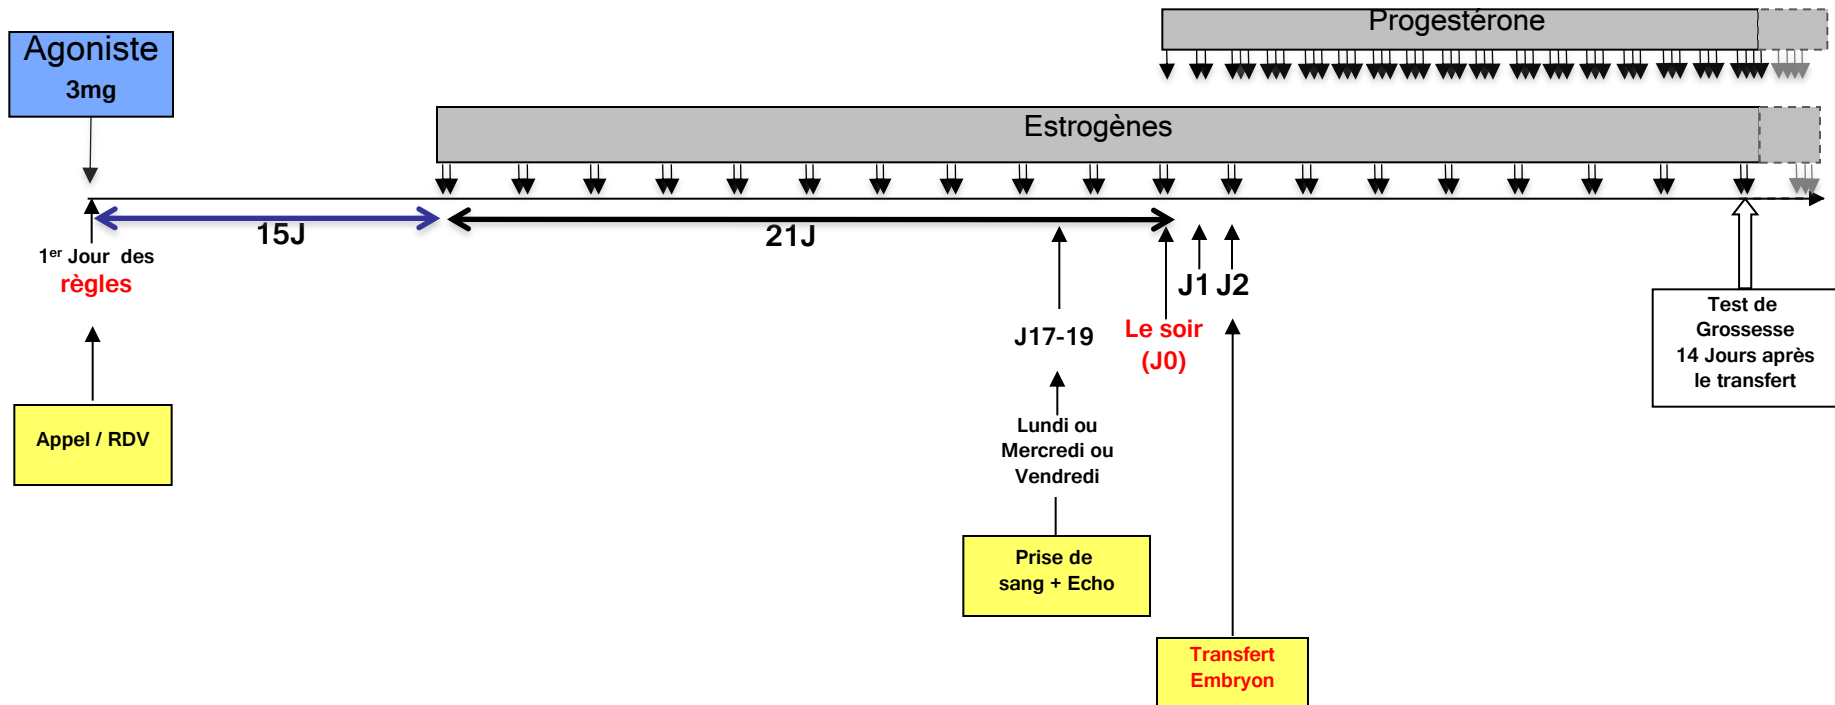 Progestérone
Agoniste
3mg
Estrogènes
15J
21J
1er Jour des
règles
J1 J2
J17-19
Le soir
(J0)
Test de
Grossesse
14 Jours après
le transfert
Appel / RDV
Lundi ou
Mercredi ou
Vendredi
Prise de
sang + Echo
Transfert
Embryon